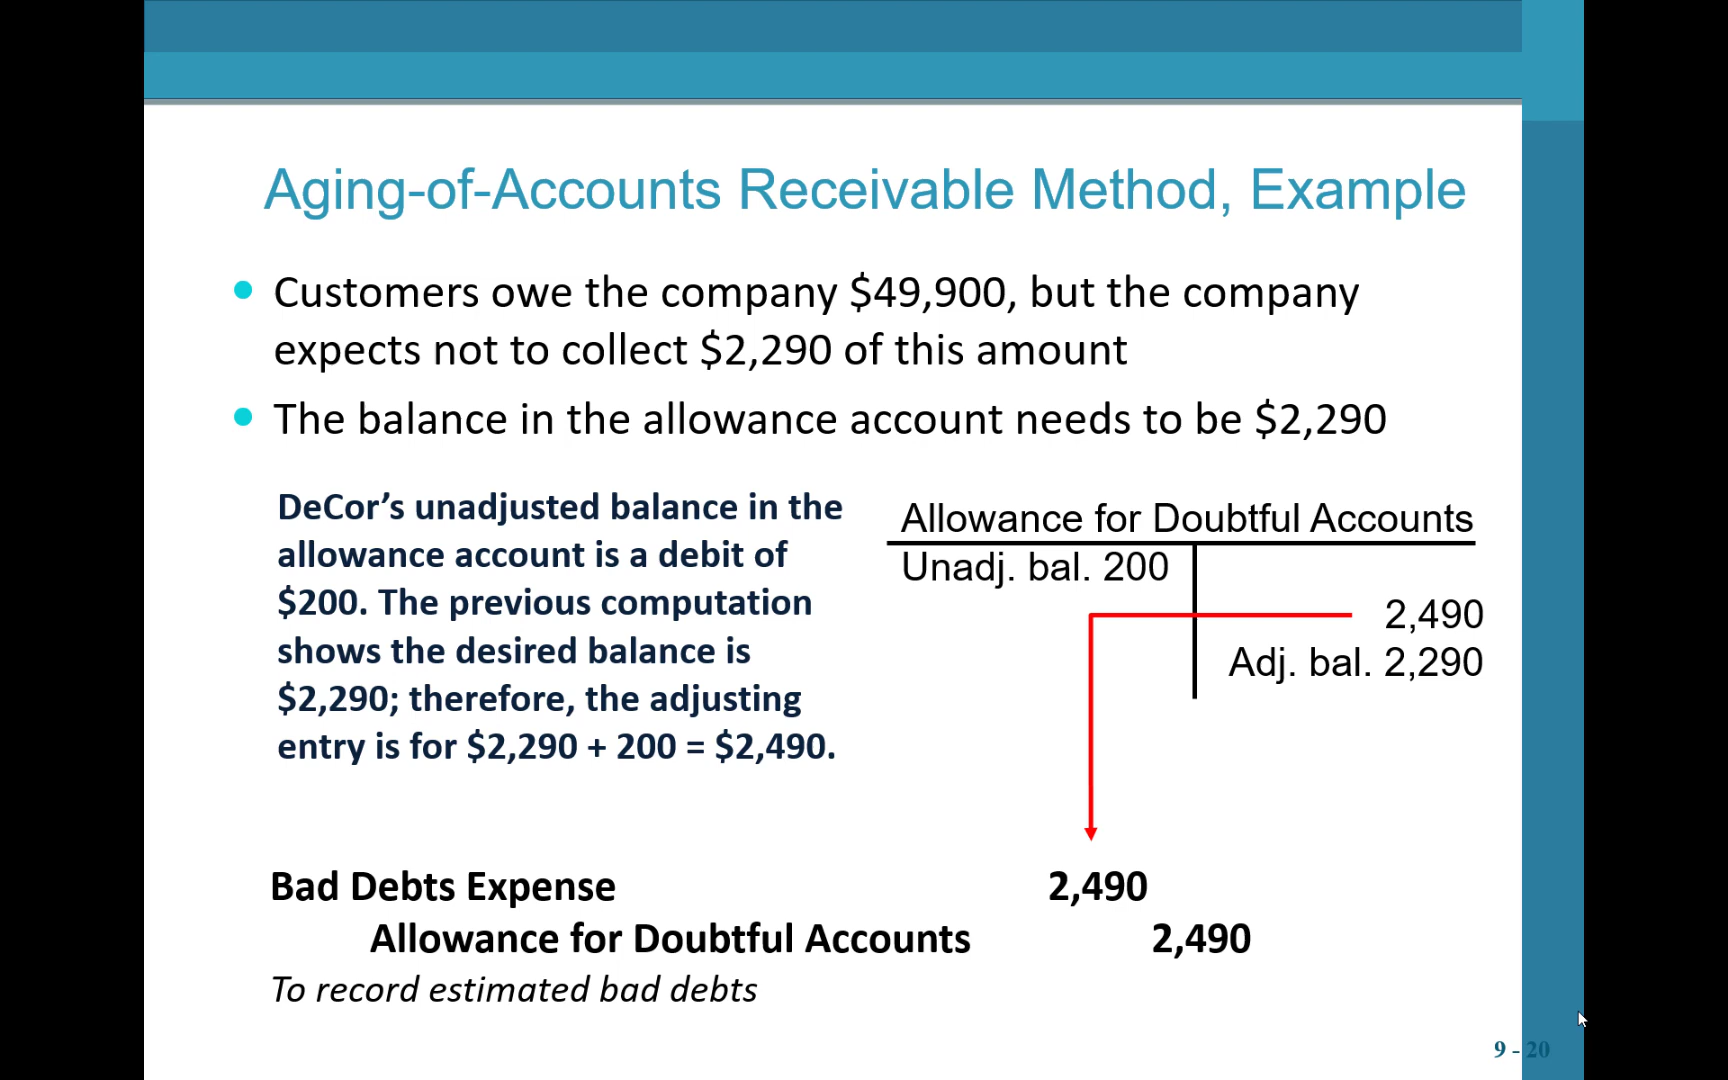 Aging-of-Accounts Receivable Method, Example
Customers owe the company $49,900, but the company
expects not to collect $2,290 of this amount
The balance in the allowance account needs to be $2,290
DeCor’s unadjusted balance in the
allowance account is a debit of
$200. The previous computation
shows the desired balance is
$2,290; therefore, the adjusting
entry is for $2,290 + 200 = $2,490.
Allowance for Doubtful Accounts
Unadj. bal. 200
2,490
Adj. bal. 2,290
Bad Debts Expense 2,490
Allowance for Doubtful Accounts 2,490
To record estimated bad debts
9 - 20